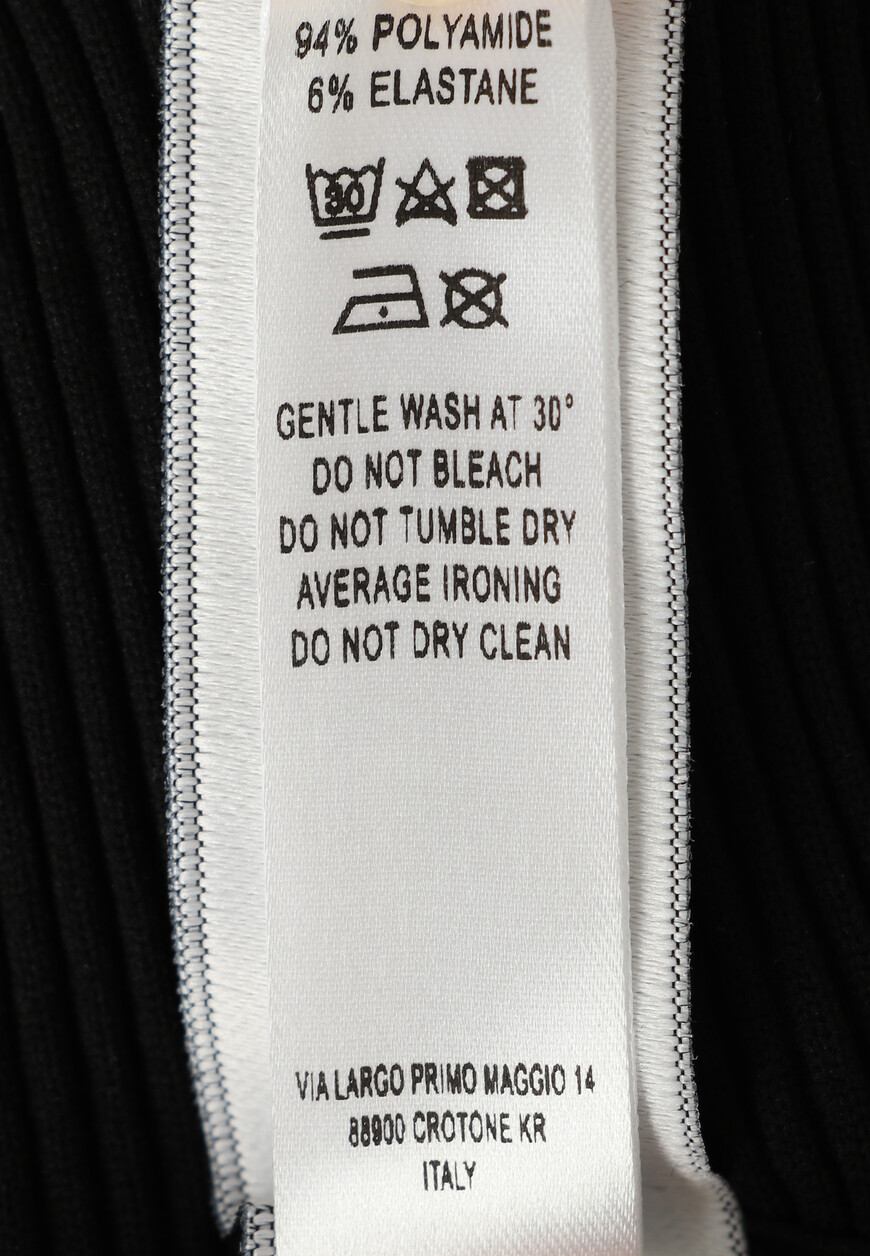 94% POLYAMIDE
6% ELASTANE
30
GENTLE WASH AT 30°
DO NOT BLEACH
DO NOT TUMBLE DRY
AVERAGE IRONING
DO NOT DRY CLEAN
VIA LARGO PRIMO MAGGIO 14
88900 CROTONE KR
ITALY